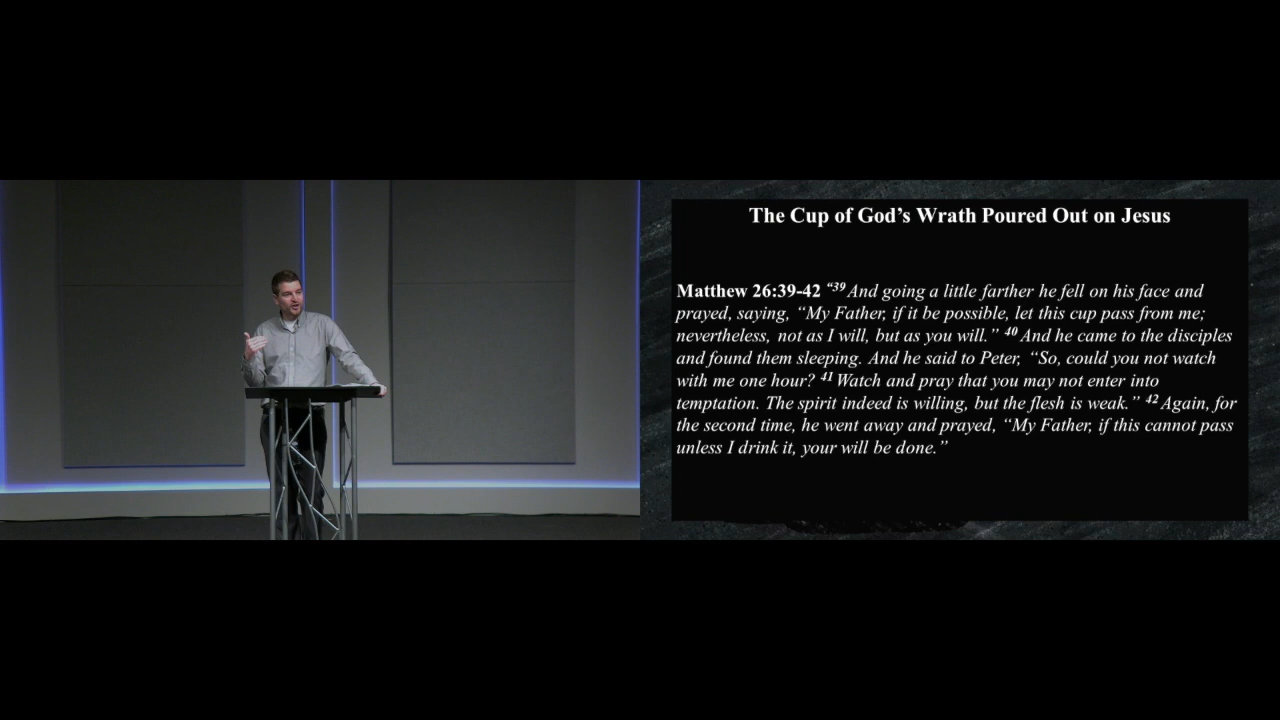 The Cup of God’s Wrath Poured Out on Jesus
Matthew 26:39-42 “39 And going a little farther he fell on his face and
prayed, saying, “My Father, if it be possible, let this cup pass from me;
nevertheless, not as I will, but as you will.” 40 And he came to the disciples
and found them sleeping. And he said to Peter, “So, could you not watch
with me one hour? 41 Watch and pray that you may not enter into
temptation. The spirit indeed is willing, but the flesh is weak.” 42 Again, for
the second time, he went away and prayed, “My Father, if this cannot pass
unless I drink it, your will be done.”